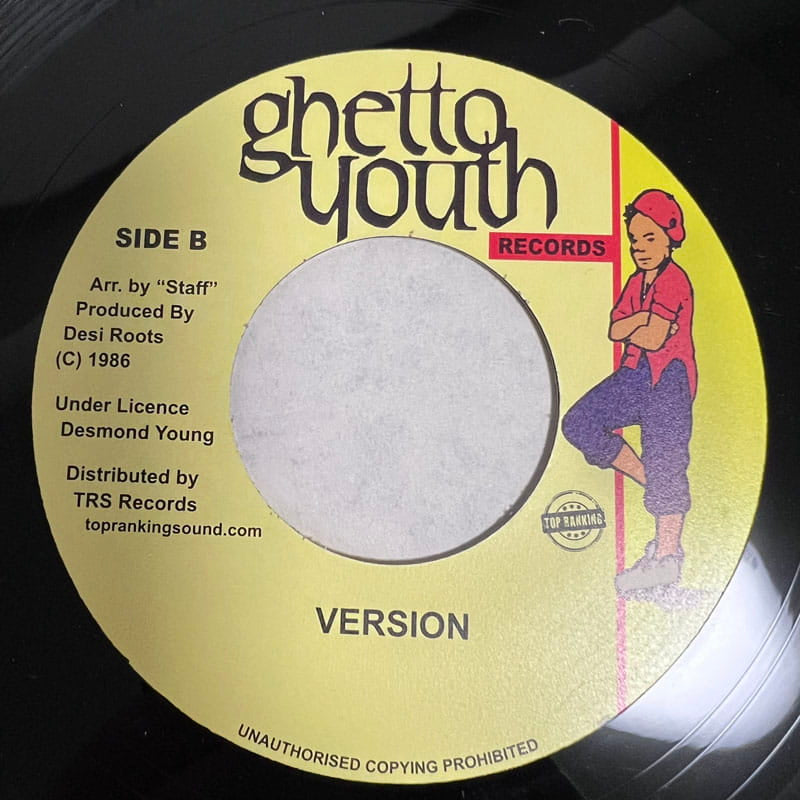 ghetto
youth
RECORDS
SIDE B
Arr. by “Staff”
Produced By
Desi Roots
(C) 1986
Under Licence
Desmond Young
Distributed by
TRS Records
toprankingsound.com
TOP RANKING
VERSION
UNAUTHORISED COPYING PROHIBITED